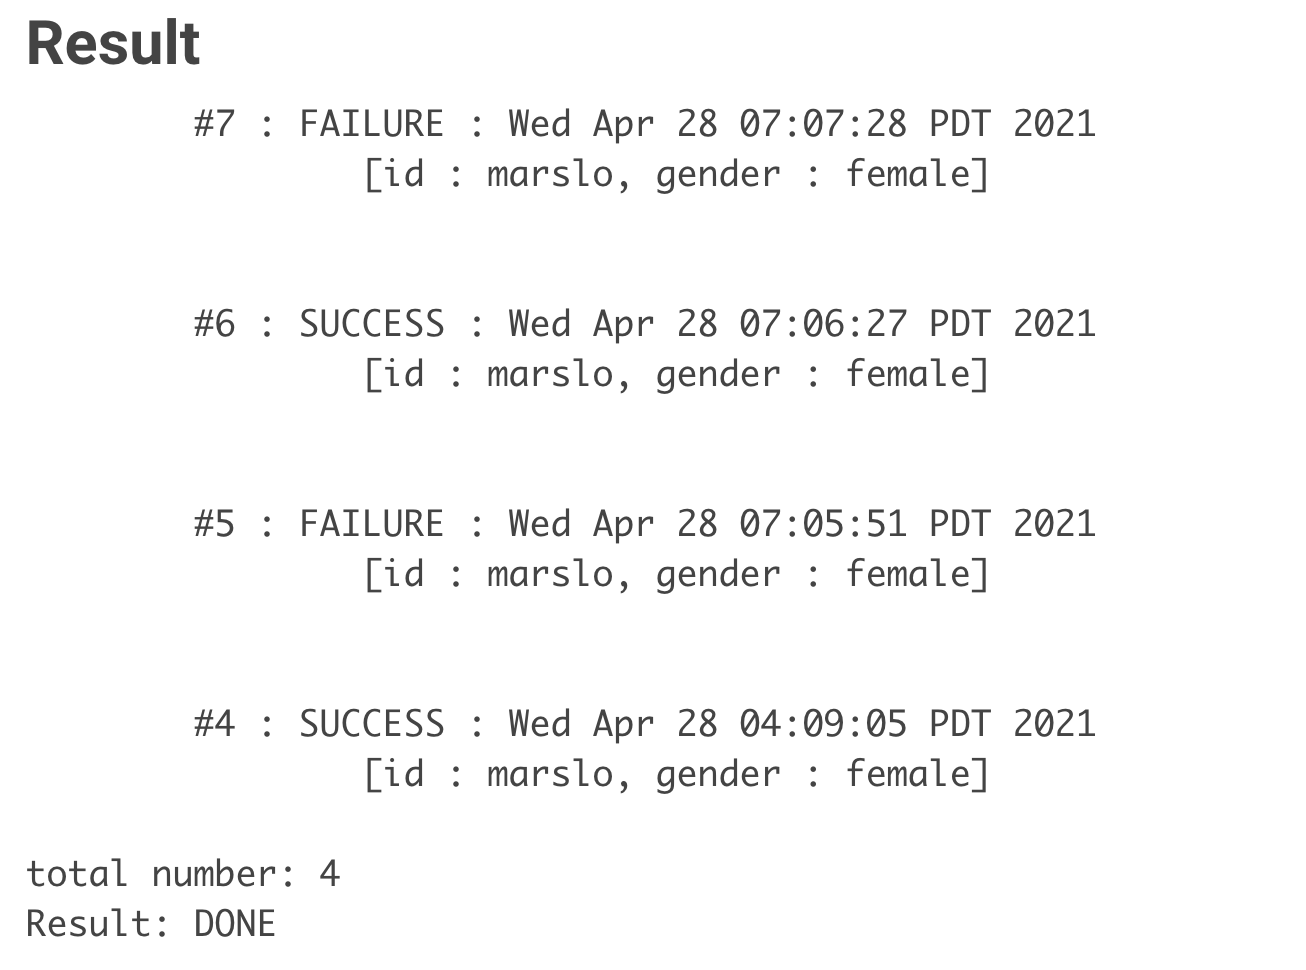 Result
#7 : FAILURE : Wed Apr 28 07:07:28 PDT 2021
[id : marslo, gender : female]
#6 : SUCCESS : Wed Apr 28 07:06:27 PDT 2021
[id : marslo, gender : female]
#5 : FAILURE : Wed Apr 28 07:05:51 PDT 2021
[id : marslo, gender : female]
#4 : SUCCESS : Wed Apr 28 04:09:05 PDT 2021
[id : marslo, gender : female]
total number: 4
Result: DONE